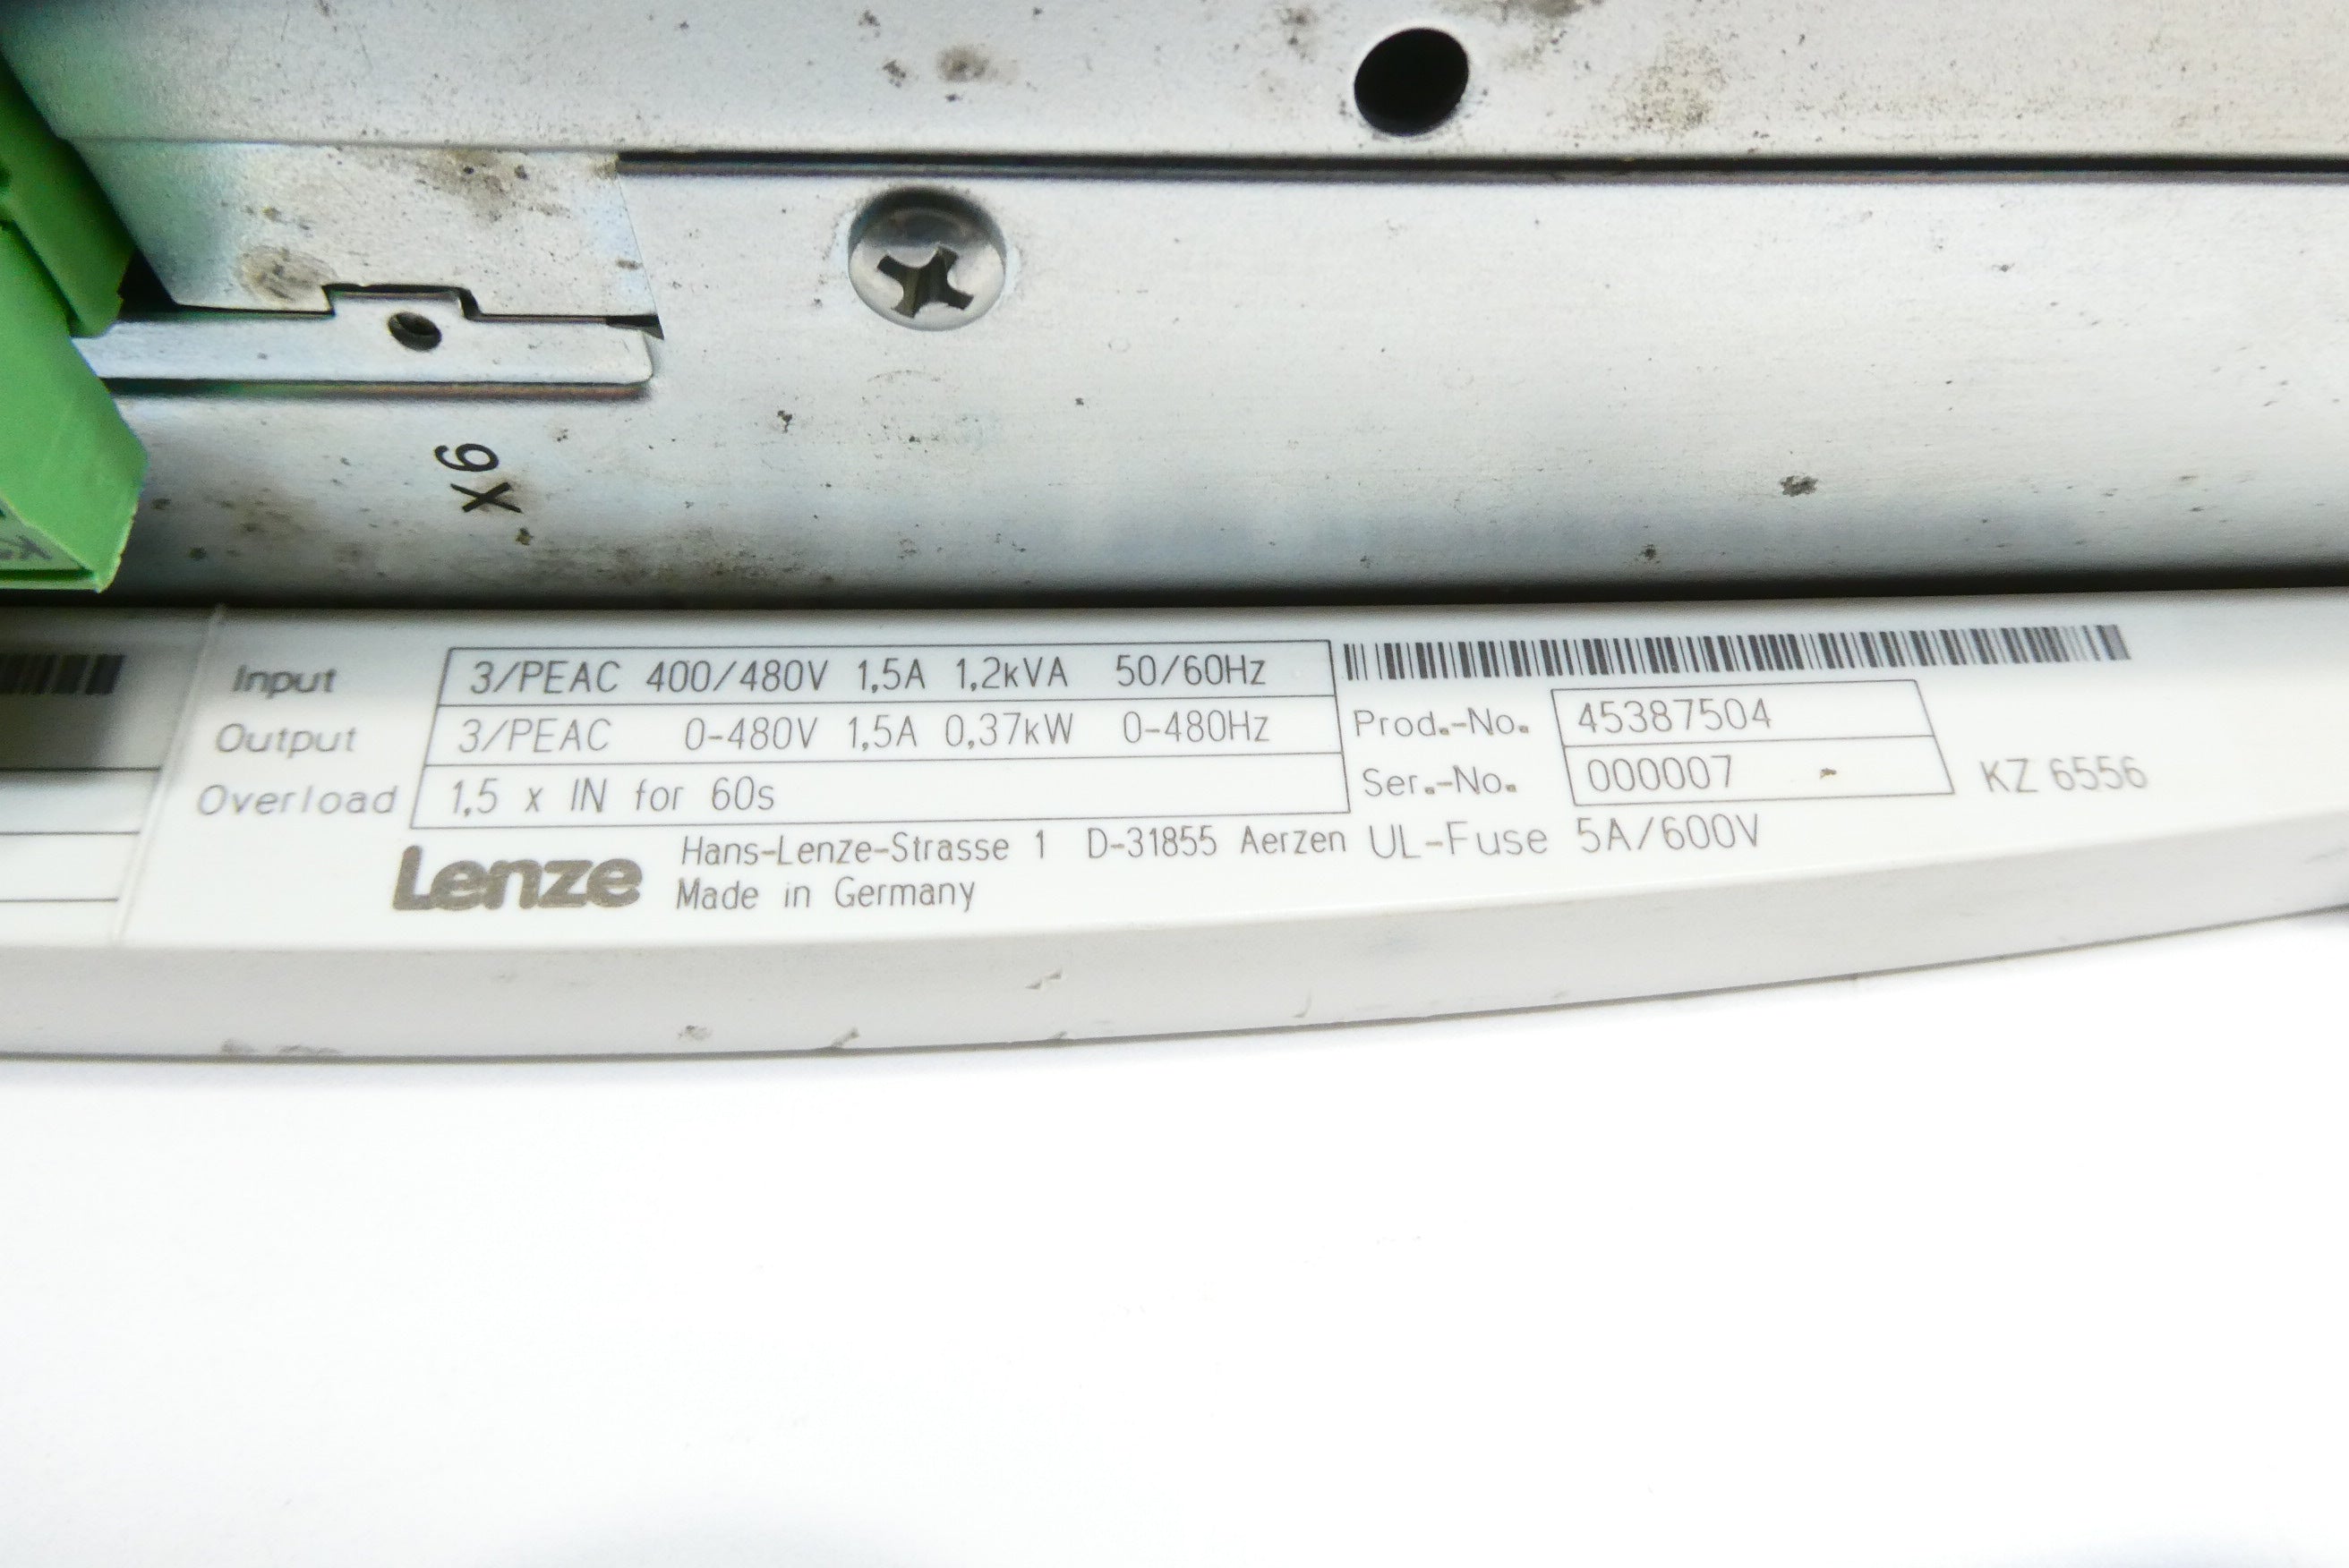 X6
Input 3/PEAC 400/480V 1,5A 1,2kVA 50/60Hz
Output 3/PEAC 0-480V 1,5A 0,37kW 0-480Hz
Overload 1,5 x IN for 60s
Prod.-No. 45387504
Ser.-No. 000007 KZ 6556
Lenze
Hans-Lenze-Strasse 1 D-31855 Aerzen UL-Fuse 5A/600V
Made in Germany